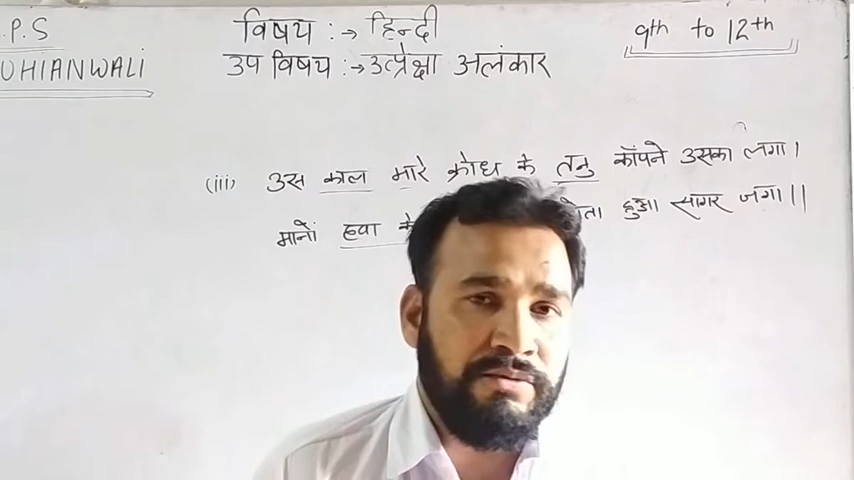 .P.S
UHIANWALI
विषय :→ हिन्दी
उप विषय :→ उत्प्रेक्षा अलंकार
9th to 12th
(iii) उस काल मारे क्रोध के तनु काँपने उसका लगा।
मानों हवा के हुआ सागर जगा॥